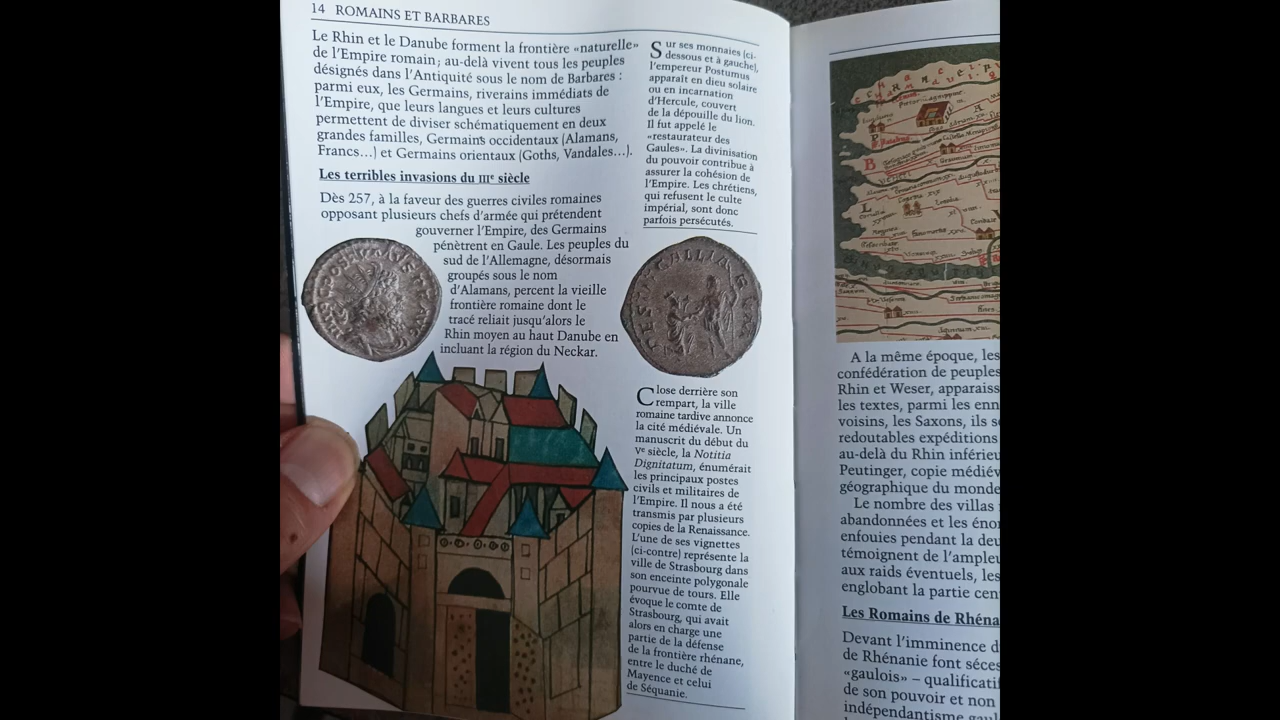 14 ROMAINS ET BARBARES
Le Rhin et le Danube forment la frontière «naturelle»
de l'Empire romain; au-delà vivent tous les peuples
désignés dans l'Antiquité sous le nom de Barbares :
parmi eux, les Germains, riverains immédiats de
l'Empire, que leurs langues et leurs cultures
permettent de diviser schématiquement en deux
grandes familles, Germains occidentaux (Alamans,
Francs...) et Germains orientaux (Goths, Vandales...).
Les terribles invasions du IIIe siècle
Dès 257, à la faveur des guerres civiles romaines
opposant plusieurs chefs d'armée qui prétendent
gouverner l'Empire, des Germains
pénètrent en Gaule. Les peuples du
sud de l'Allemagne, désormais
groupés sous le nom
d'Alamans, percent la vieille
frontière romaine dont le
tracé reliait jusqu'alors le
Rhin moyen au haut Danube en
incluant la région du Neckar.
Sur ses monnaies (ci-
dessous et à gauche),
l'empereur Postumus
apparaît en dieu solaire
ou en incarnation
d'Hercule, couvert
de la dépouille du lion.
Il fut appelé le
«restaurateur des
Gaules». La divinisation
du pouvoir contribue à
assurer la cohésion de
l'Empire. Les chrétiens,
qui refusent le culte
impérial, sont donc
parfois persécutés.
Close derrière son
rempart, la ville
romaine tardive annonce
la cité médiévale. Un
manuscrit du début du
Ve siècle, la Notitia
Dignitatum, énumérait
les principaux postes
civils et militaires de
l'Empire. Il nous a été
transmis par plusieurs
copies de la Renaissance.
L'une de ses vignettes
(ci-contre) représente la
ville de Strasbourg dans
son enceinte polygonale
pourvue de tours. Elle
évoque le comte de
Strasbourg, qui avait
alors en charge une
partie de la défense
de la frontière rhénane,
entre le duché de
Mayence et celui
de Séquanie.
A la même époque, les
confédération de peuples
Rhin et Weser, apparaiss
les textes, parmi les enn
voisins, les Saxons, ils s
redoutables expéditions
au-delà du Rhin inférieu
Peutinger, copie médiév
géographique du monde
Le nombre des villas
abandonnées et les éno
enfouies pendant la deu
témoignent de l'ampleu
aux raids éventuels, les
englobant la partie cen
Les Romains de Rhéna
Devant l'imminence d
de Rhénanie font séces
«gaulois» – qualificatif
de son pouvoir et non
indépendantisme gaul